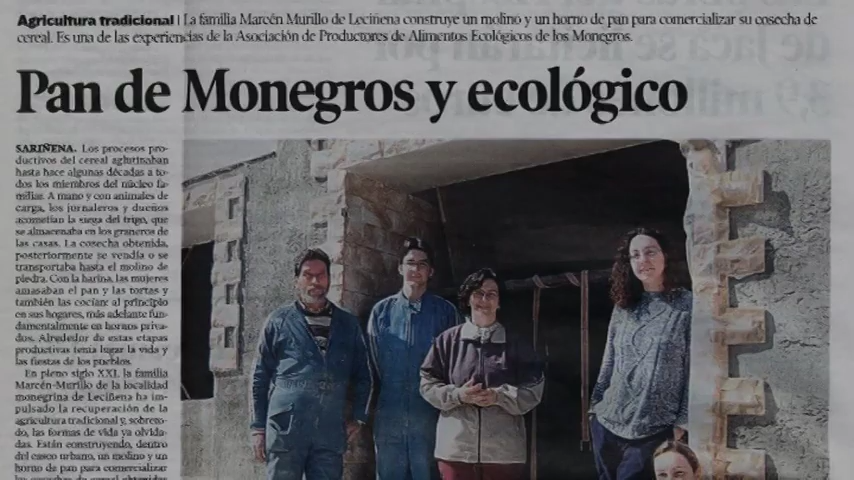 Agricultura tradicional | La familia Marcén Murillo de Leciñena construye un molino y un horno de pan para comercializar su cosecha de
cereal. Es una de las experiencias de la Asociación de Productores de Alimentos Ecológicos de los Monegros.
Pan de Monegros y ecológico
SARIÑENA. Los procesos pro-
ductivos del cereal aglutinaban
hasta hace algunas décadas a to-
dos los miembros del núcleo fa-
miliar. A mano y con animales de
carga, los jornaleros y dueños
acometían la siega del trigo, que
se almacenaba en los graneros de
las casas. La cosecha obtenida,
posteriormente se vendía o se
transportaba hasta el molino de
piedra. Con la harina, las mujeres
amasaban el pan y las tortas y
también las cocían: al principio
en sus hogares, más adelante fun-
damentalmente en hornos priva-
dos. Alrededor de estas etapas
productivas tenía lugar la vida y
las fiestas de los pueblos.
En pleno siglo XXI, la familia
Marcén-Murillo de la localidad
monegrina de Leciñena ha im-
pulsado la recuperación de la
agricultura tradicional y, sobreto-
do, las formas de vida ya olvida-
das. Están construyendo, dentro
del casco urbano, un molino y un
horno de pan para comercializar